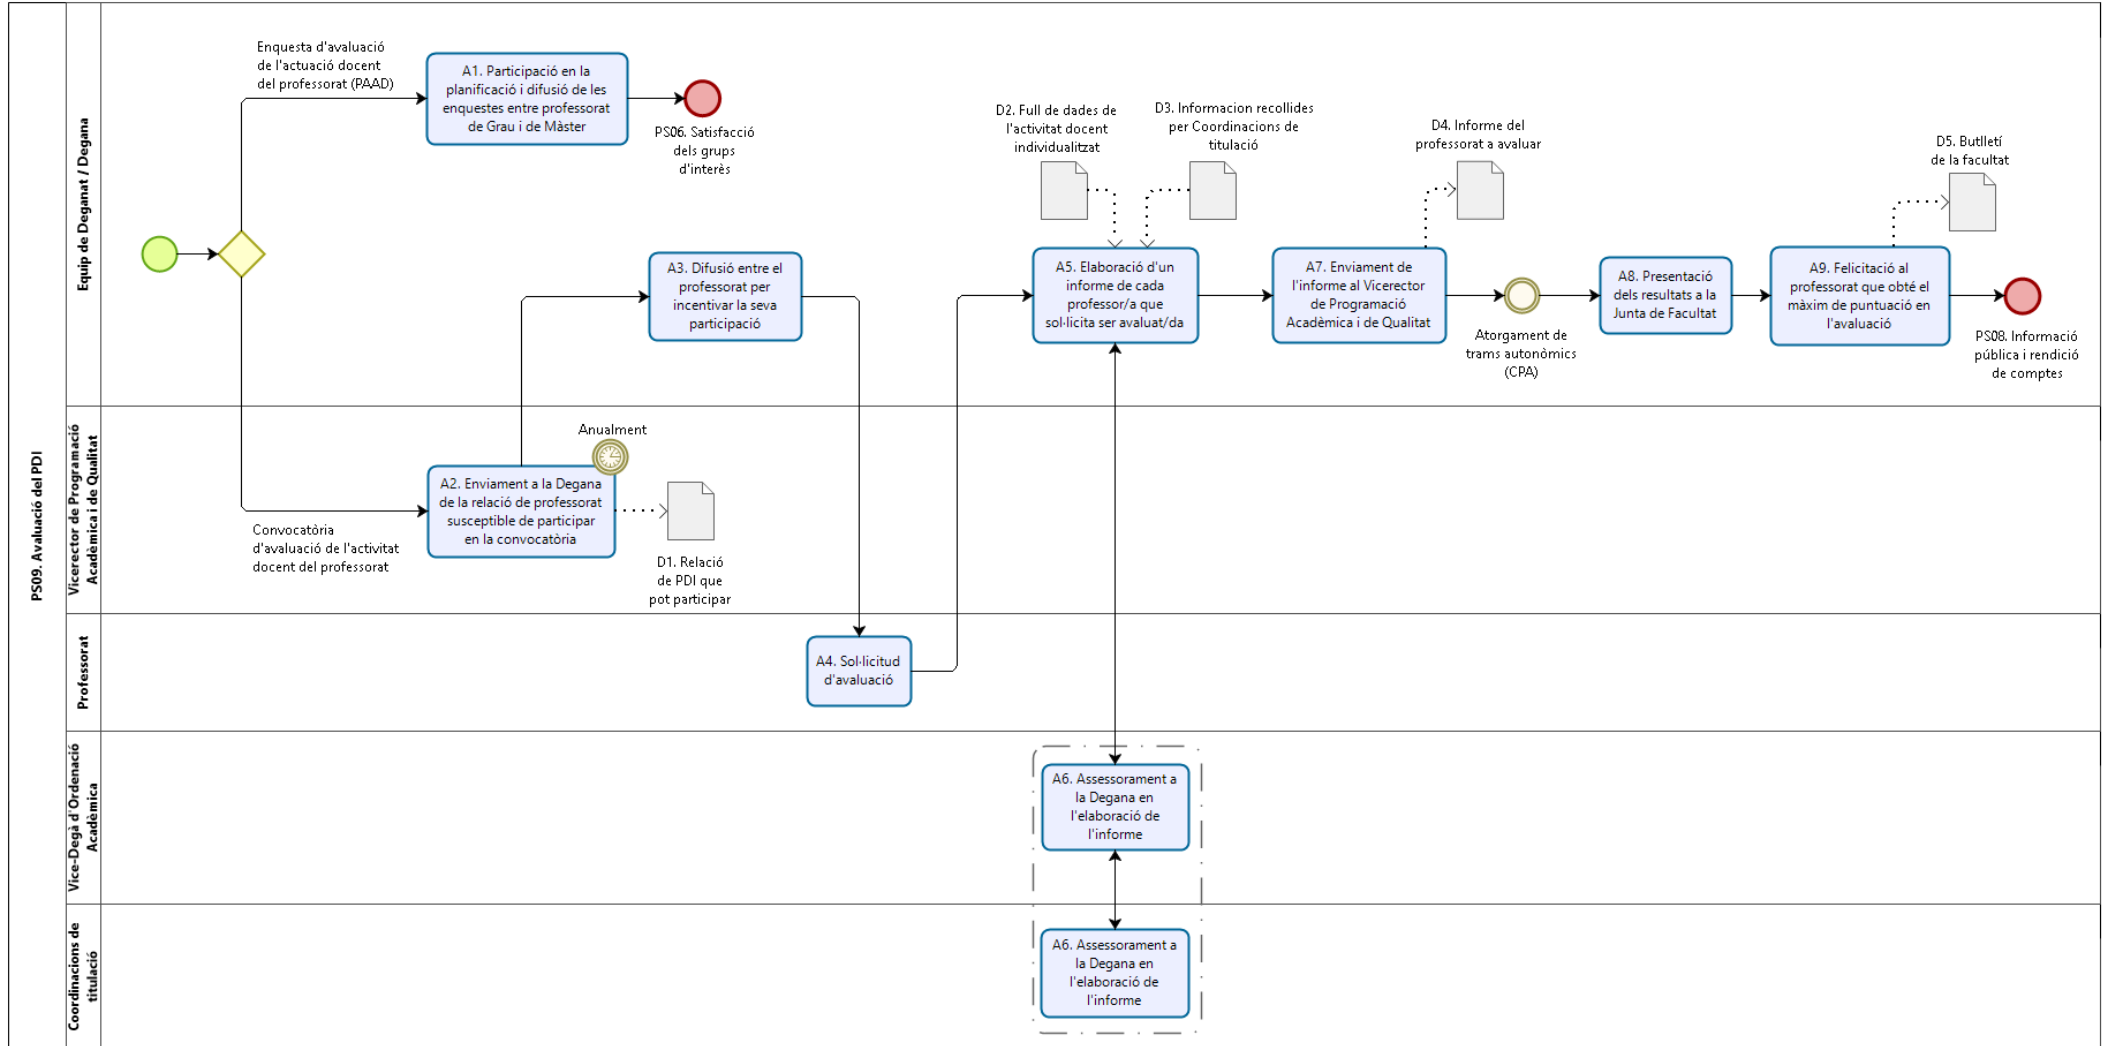 PS09. Avaluació del PDI
Equip de Deganat / Degana
Enquesta d'avaluació
de l'actuació docent
del professorat (PAAD)
A1. Participació en la
planificació i difusió de les
enquestes entre professorat
de Grau i de Màster
PS06. Satisfacció
dels grups
d'interès
A3. Difusió entre el
professorat per
incentivar la seva
participació
D2. Full de dades de
l'activitat docent
individualitzat
D3. Informacion recollides
per Coordinacions de
titulació
A5. Elaboració d'un
informe de cada
professor/a que
sol·licita ser avaluat/da
D4. Informe del
professorat a avaluar
A7. Enviament de
l'informe al Vicerector
de Programació
Acadèmica i de Qualitat
Atorgament de
trams autonòmics
(CPA)
A8. Presentació
dels resultats a la
Junta de Facultat
D5. Butlletí
de la facultat
A9. Felicitació al
professorat que obté el
màxim de puntuació en
l'avaluació
PS08. Informació
pública i rendició
de comptes
Vicerector de Programació
Acadèmica i de Qualitat
Convocatòria
d'avaluació de l'activitat
docent del professorat
Anualment
A2. Enviament a la Degana
de la relació de professorat
susceptible de participar
en la convocatòria
D1. Relació
de PDI que
pot participar
Professorat
A4. Sol·licitud
d'avaluació
Vice-Degà d'Ordenació
Acadèmica
A6. Assessorament a
la Degana en
l'elaboració de
l'informe
Coordinacions de
titulació
A6. Assessorament a
la Degana en
l'elaboració de
l'informe